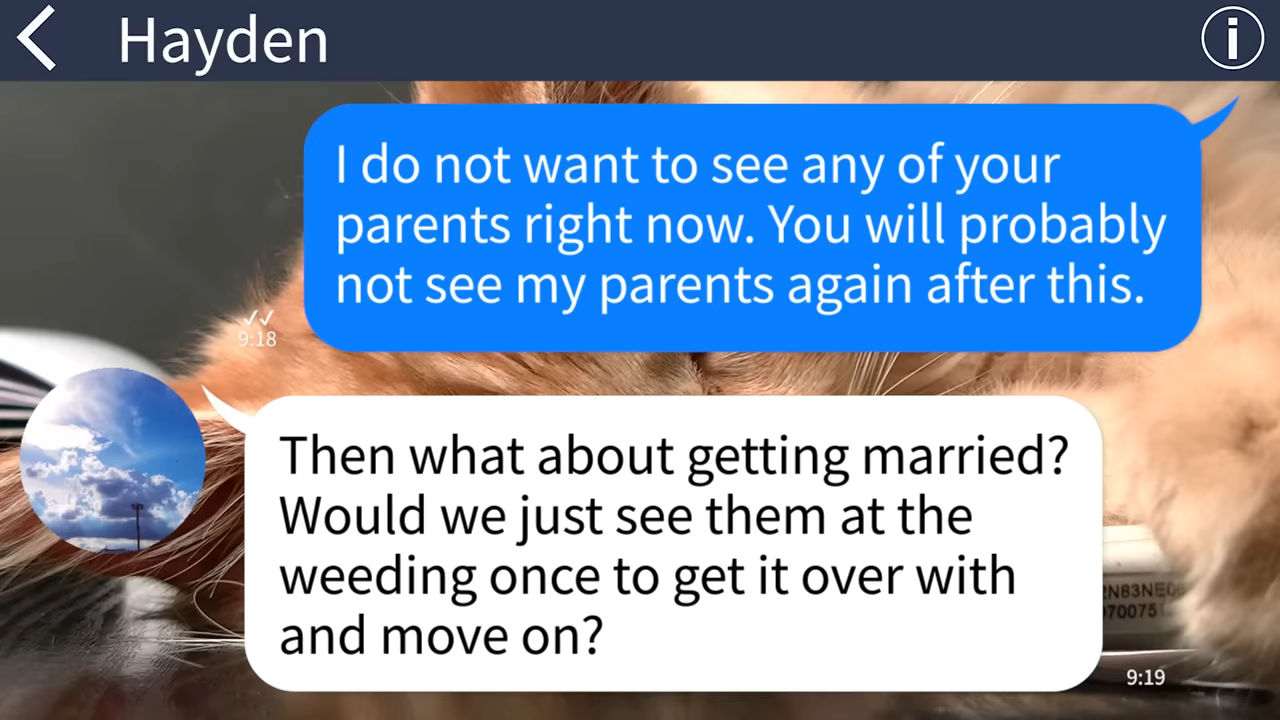 Hayden
I do not want to see any of your
parents right now. You will probably
not see my parents again after this.
9:18
Then what about getting married?
Would we just see them at the
weeding once to get it over with
and move on?
9:19